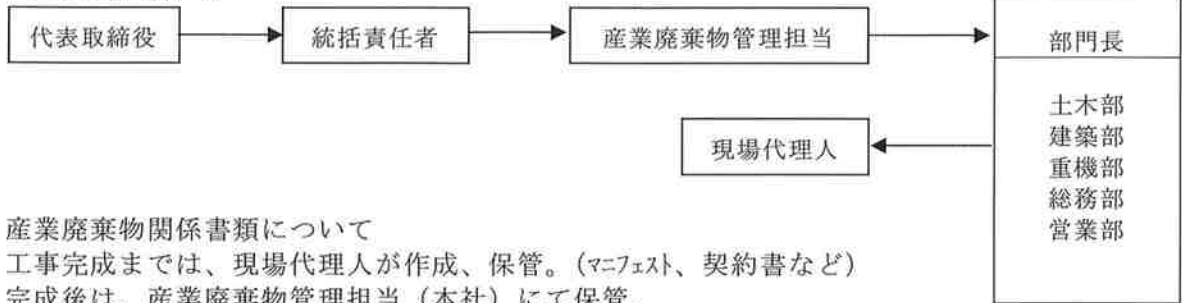 代表取締役
統括責任者
産業廃棄物管理担当
部門長
現場代理人
土木部
建築部
重機部
総務部
営業部
産業廃棄物関係書類について
工事完成までは、現場代理人が作成、保管。(マニフェスト、契約書など)
完成後は、産業廃棄物管理担当(本社)にて保管。